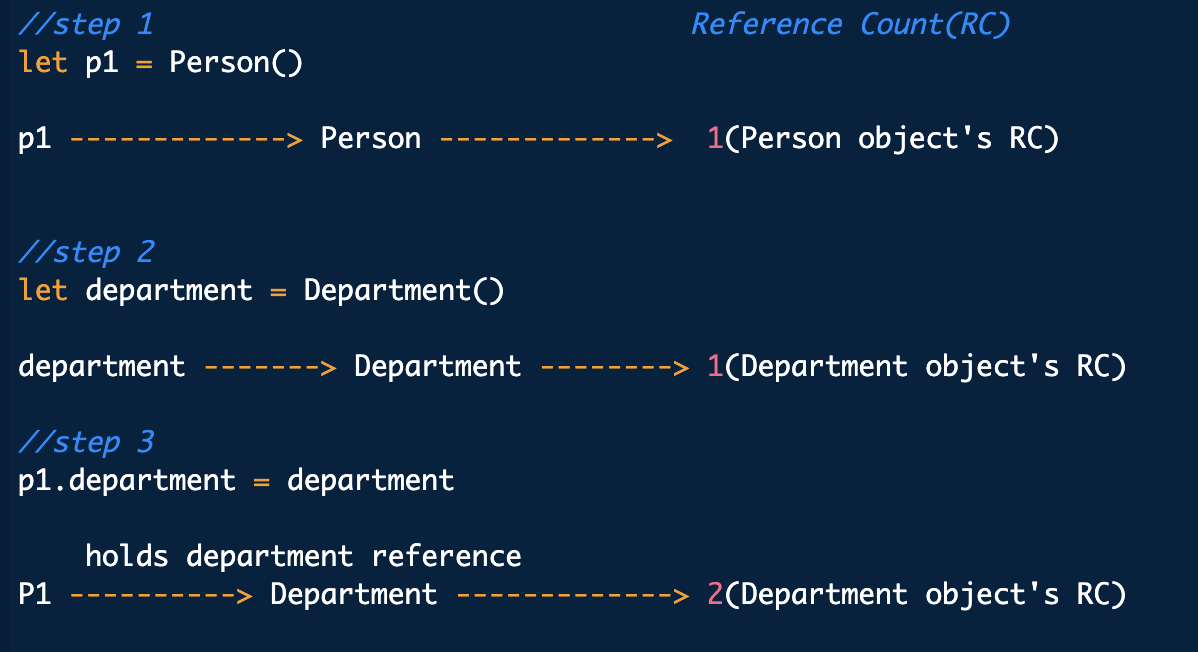 //step 1 Reference Count(RC)
let p1 = Person()
p1 -------------> Person -------------> 1(Person object's RC)
//step 2
let department = Department()
department -------> Department --------> 1(Department object's RC)
//step 3
p1.department = department
holds department reference
P1 ----------> Department -------------> 2(Department object's RC)